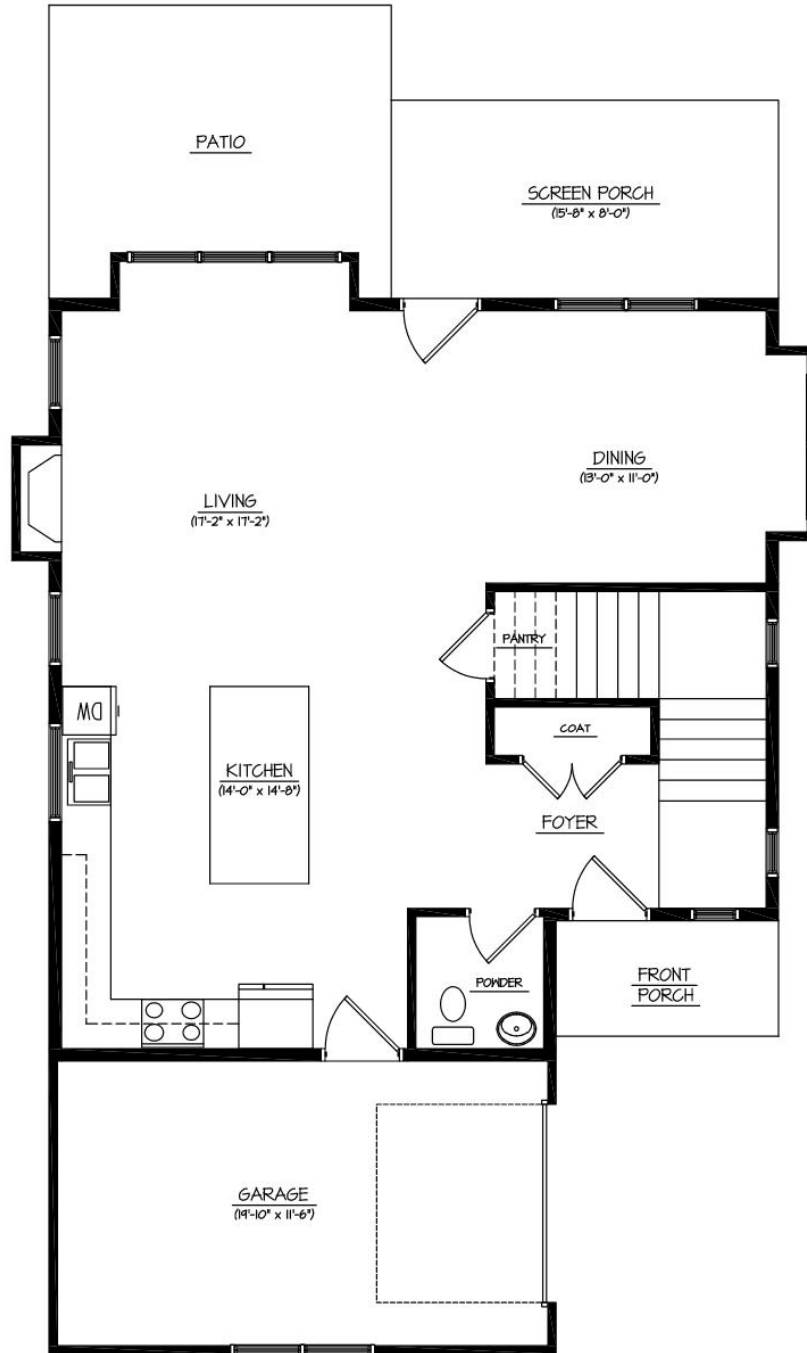 PATIO
SCREEN PORCH
(15'-8" x 8'-0")
DINING
(13'-0" x 11'-0")
LIVING
(17'-2" x 17'-2")
PANTRY
DW
COAT
KITCHEN
(14'-0" x 14'-8")
FOYER
POWDER
FRONT
PORCH
GARAGE
(19'-10" x 11'-6")